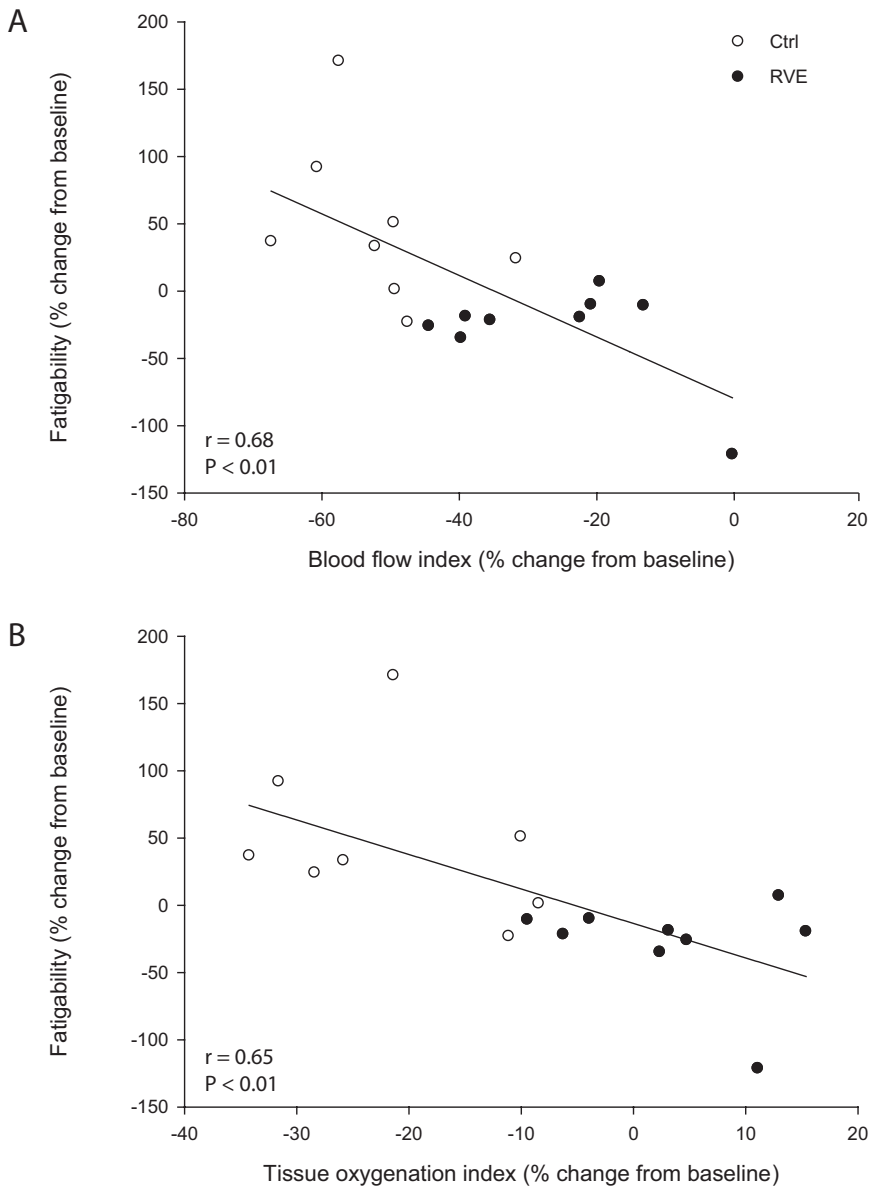 A
Fatigability (% change from baseline)
200
150
100
50
0
-50
-100
-150
Ctrl
RVE
r = 0.68
P < 0.01
-80
-60
-40
-20
0
20
Blood flow index (% change from baseline)
B
Fatigability (% change from baseline)
200
150
100
50
0
-50
-100
-150
r = 0.65
P < 0.01
-40
-30
-20
-10
0
10
20
Tissue oxygenation index (% change from baseline)